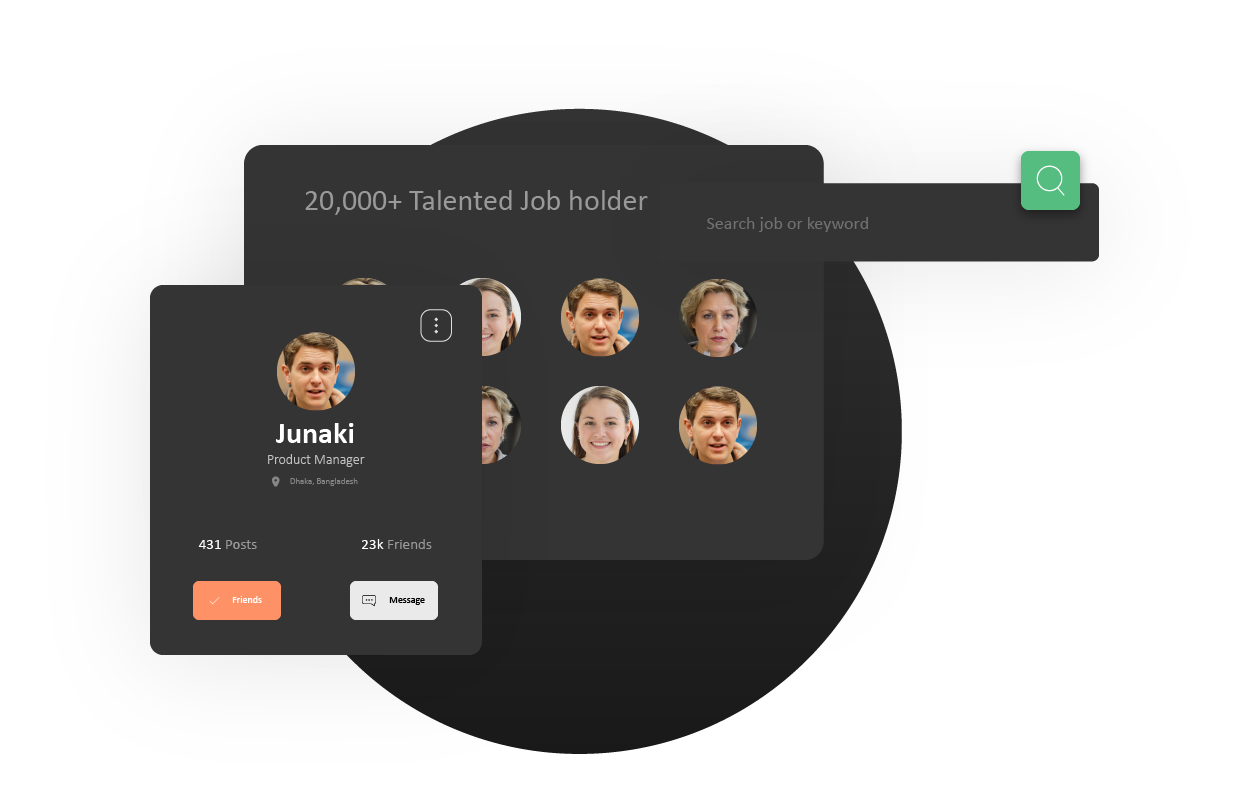 20,000+ Talented Job holder
Search job or keyword
Junaki
Product Manager
Dhaka, Bangladesh
431 Posts
23k Friends
Friends
Message